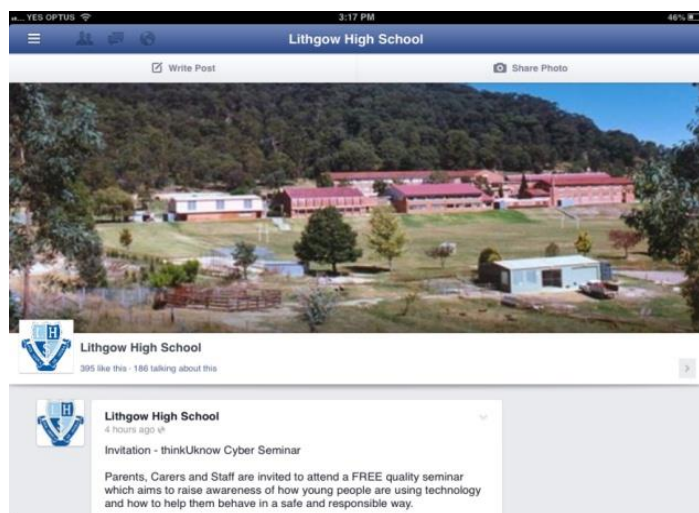 YES OPTUS 3:17 PM 46%
Lithgow High School
Write Post Share Photo
Lithgow High School
395 like this · 186 talking about this
Lithgow High School
4 hours ago
Invitation - thinkUknow Cyber Seminar
Parents, Carers and Staff are invited to attend a FREE quality seminar
which aims to raise awareness of how young people are using technology
and how to help them behave in a safe and responsible way.